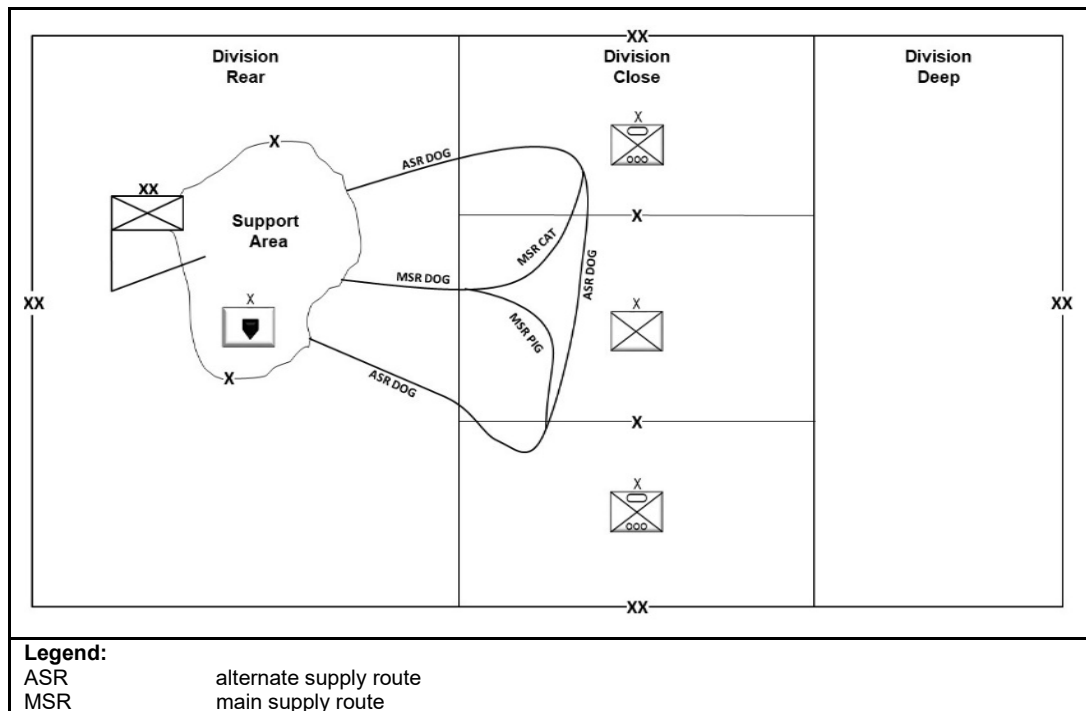 XX
Division
Rear
Division
Close
Division
Deep
X
X
ASR DOG
XX
Support
Area
X
MSR CAT
ASR DOG
MSR DOG
X
X
XX
XX
MSR PIG
ASR DOG
X
X
X
XX
Legend:
ASR alternate supply route
MSR main supply route